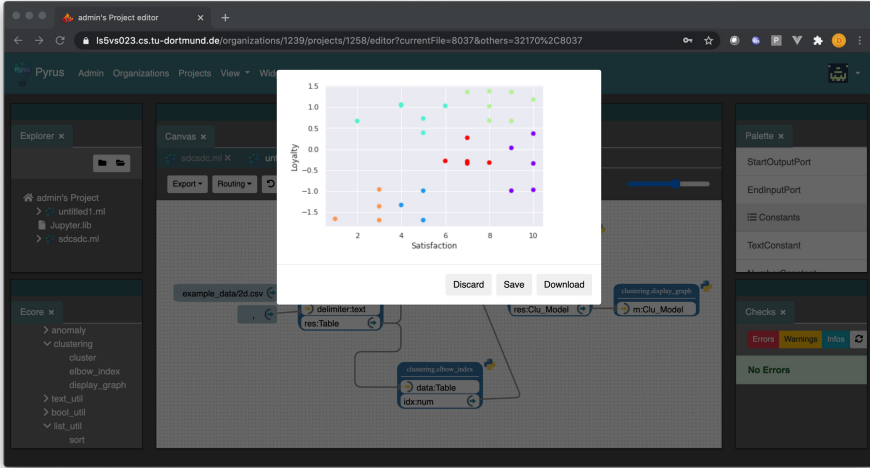 admin's Project editor
ls5vs023.cs.tu-dortmund.de/organizations/1239/projects/1258/editor?currentFile=8037&others=32170%2C8037
Pyrus Admin Organizations Projects View Wid
Explorer
admin's Project
untitled1.ml
Jupyter.lib
sdcsdc.ml
Ecore
anomaly
clustering
cluster
elbow_index
display_graph
text_util
bool_util
list_util
sort
Canvas
sdcsdc.ml
Export Routing
1.5
1.0
0.5
0.0
−0.5
−1.0
−1.5
Loyalty
2 4 6 8 10
Satisfaction
Discard Save Download
example_data/2d.csv
,
delimiter:text
res:Table
clustering.elbow_index
data:Table
idx:num
res:Clu_Model
clustering.display_graph
m:Clu_Model
Palette
StartOutputPort
EndInputPort
Constants
TextConstant
Checks
Errors Warnings Infos
No Errors